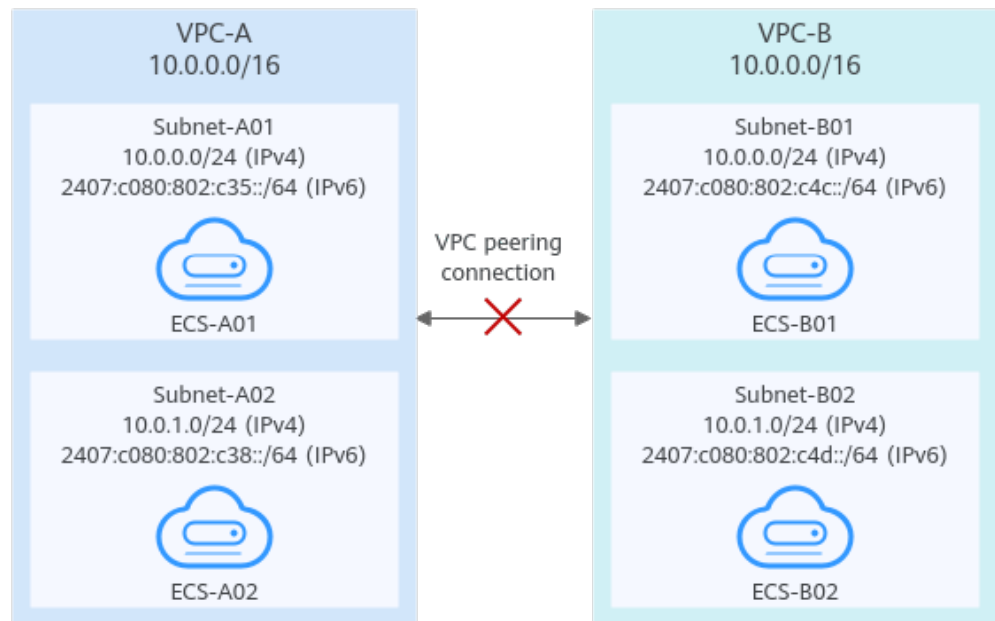 VPC-A
10.0.0.0/16
Subnet-A01
10.0.0.0/24 (IPv4)
2407:c080:802:c35::/64 (IPv6)
ECS-A01
Subnet-A02
10.0.1.0/24 (IPv4)
2407:c080:802:c38::/64 (IPv6)
ECS-A02
VPC peering
connection
VPC-B
10.0.0.0/16
Subnet-B01
10.0.0.0/24 (IPv4)
2407:c080:802:c4c::/64 (IPv6)
ECS-B01
Subnet-B02
10.0.1.0/24 (IPv4)
2407:c080:802:c4d::/64 (IPv6)
ECS-B02